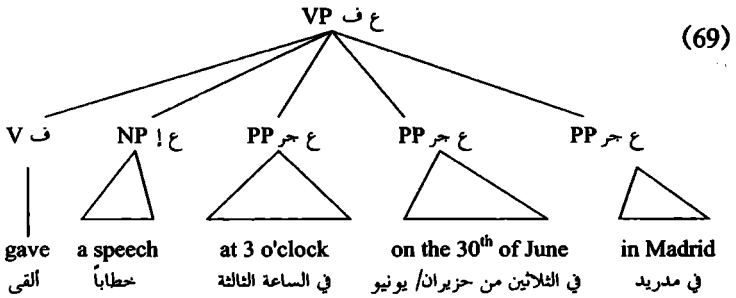 VP ع ف
(69)
V ف NP ع إ PP ع جر PP ع جر PP ع جر
gave a speech at 3 o'clock on the 30th of June in Madrid
ألقى خطاباً في الساعة الثالثة في الثلاثين من حزيران/ يونيو في مدريد